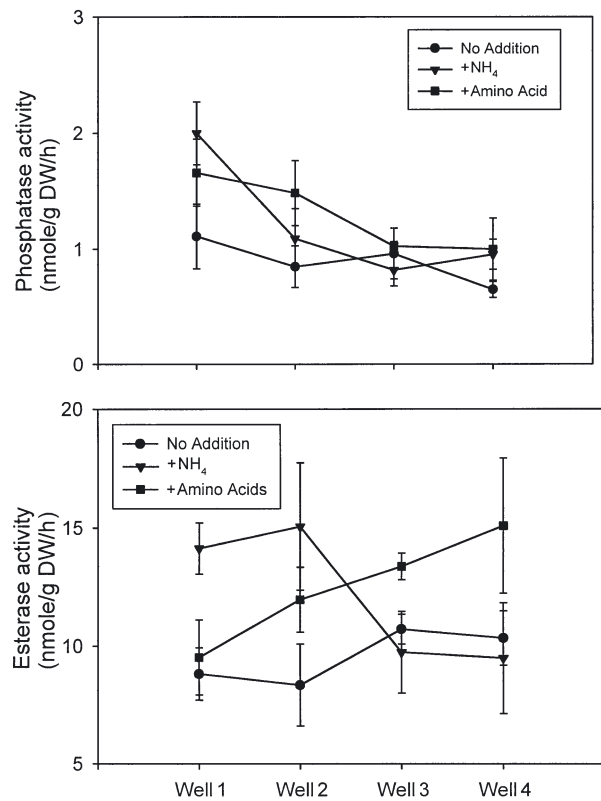 3
2
1
0
Phosphatase activity
(nmole/g DW/h)
No Addition
+NH₄
+Amino Acid
20
15
10
5
Esterase activity
(nmole/g DW/h)
No Addition
+NH₄
+Amino Acids
Well 1 Well 2 Well 3 Well 4